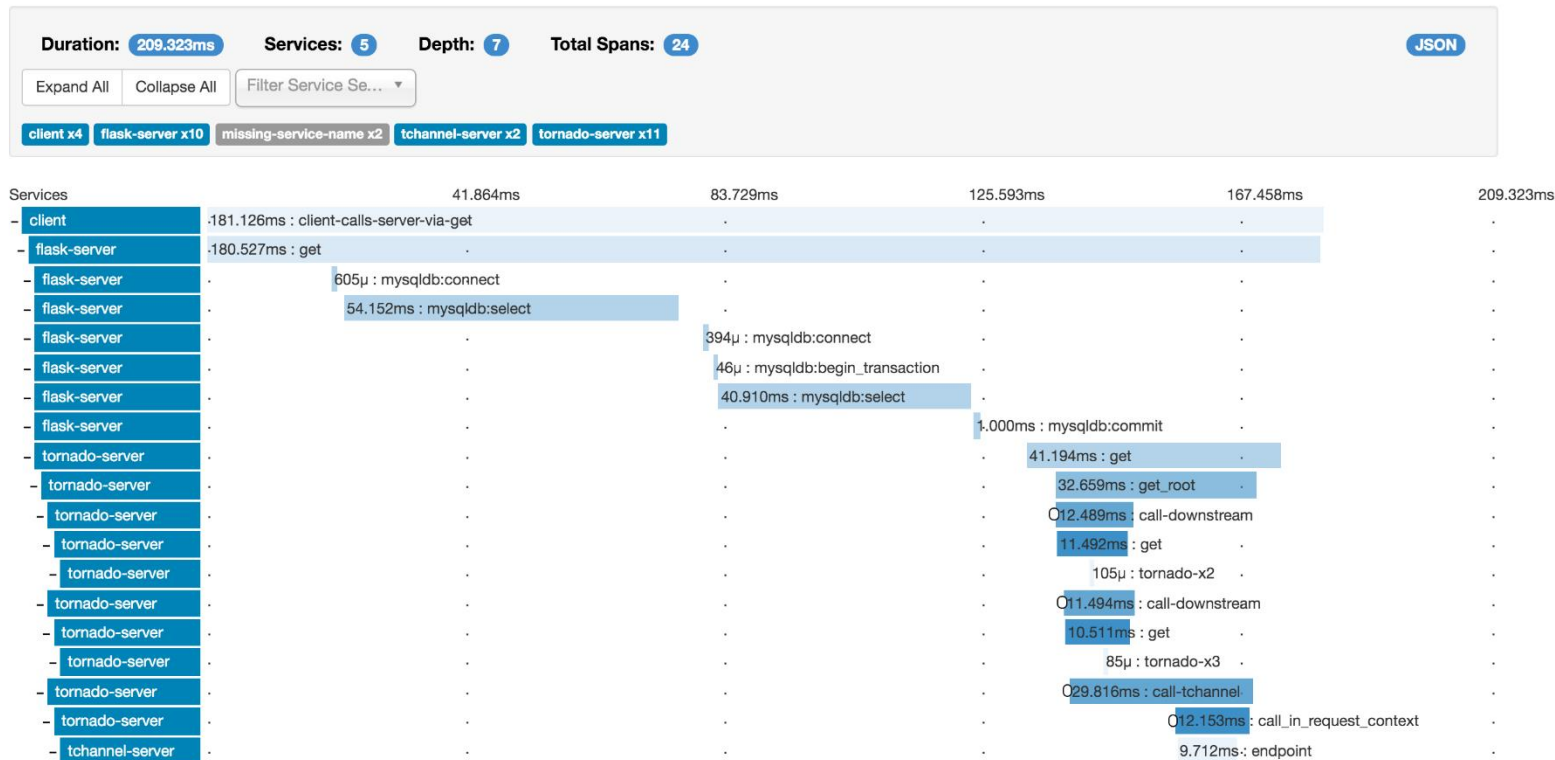 Duration: 209.323ms Services: 5 Depth: 7 Total Spans: 24 JSON
Expand All Collapse All Filter Service Se...
client x4 flask-server x10 missing-service-name x2 tchannel-server x2 tornado-server x11
Services 41.864ms 83.729ms 125.593ms 167.458ms 209.323ms
- client 181.126ms : client-calls-server-via-get
- flask-server 180.527ms : get
- flask-server 605μ : mysqldb:connect
- flask-server 54.152ms : mysqldb:select
- flask-server 394μ : mysqldb:connect
- flask-server 46μ : mysqldb:begin_transaction
- flask-server 40.910ms : mysqldb:select
- flask-server 1.000ms : mysqldb:commit
- tornado-server 41.194ms : get
- tornado-server 32.659ms : get_root
- tornado-server 12.489ms : call-downstream
- tornado-server 11.492ms : get
- tornado-server 105μ : tornado-x2
- tornado-server 11.494ms : call-downstream
- tornado-server 10.511ms : get
- tornado-server 85μ : tornado-x3
- tornado-server 29.816ms : call-tchannel
- tornado-server 12.153ms : call_in_request_context
- tchannel-server 9.712ms : endpoint